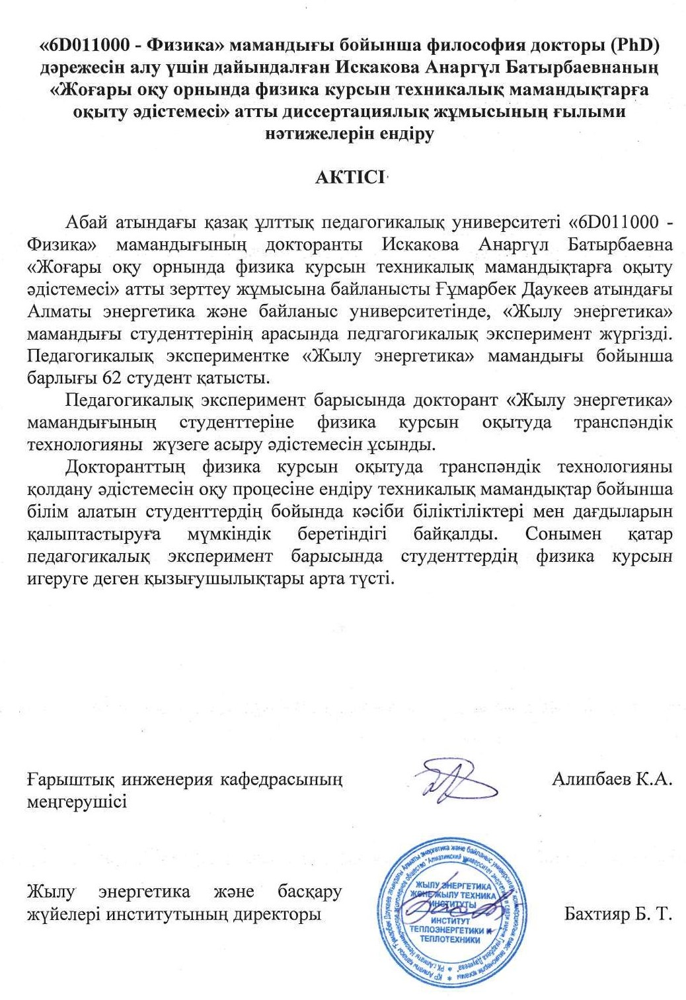 «6D011000 - Физика» мамандығы бойынша философия докторы (PhD)
дәрежесін алу үшін дайындалған Искакова Анаргүл Батырбаевнаның
«Жоғары оқу орнында физика курсын техникалық мамандықтарға
оқыту әдістемесі» атты диссертациялық жұмысының ғылыми
нәтижелерін ендіру
АКТІСІ
Абай атындағы қазақ ұлттық педагогикалық университеті «6D011000 -
Физика» мамандығының докторанты Искакова Анаргүл Батырбаевна
«Жоғары оқу орнында физика курсын техникалық мамандықтарға оқыту
әдістемесі» атты зерттеу жұмысына байланысты Ғұмарбек Даукеев атындағы
Алматы энергетика және байланыс университетінде, «Жылу энергетика»
мамандығы студенттерінің арасында педгагогикалық эксперимент жүргізді.
Педагогикалық экспериментке «Жылу энергетика» мамандығы бойынша
барлығы 62 студент қатысты.
Педагогикалық эксперимент барысында докторант «Жылу энергетика»
мамандығының студенттеріне физика курсын оқытуда транспәндік
технологияны жүзеге асыру әдістемесін ұсынды.
Докторанттың физика курсын оқытуда транспәндік технологияны
қолдану әдістемесін оқу процесіне ендіру техникалық мамандықтар бойынша
білім алатын студенттердің бойында кәсіби біліктіліктері мен дағдыларын
қалыптастыруға мүмкіндік беретіндігі байқалды. Сонымен қатар
педагогикалық эксперимент барысында студенттердің физика курсын
игеруге деген қызығушылықтары арта түсті.
Ғарыштық инженерия кафедрасының Алипбаев К.А.
меңгерушісі
Жылу энергетика және басқару
жүйелері институтының директоры Бахтияр Б. Т.
ЖЫЛУ ЭНЕРГЕТИКА
ЖӘНЕ ЖЫЛУ ТЕХНИКА
ИНСТИТУТЫ
ИНСТИТУТ
ТЕПЛОЭНЕРГЕТИКИ И
ТЕПЛОТЕХНИКИ